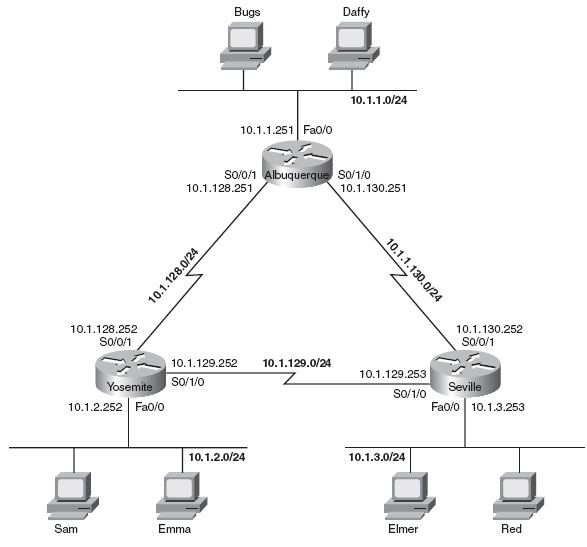 Bugs
Daffy
10.1.1.0/24
10.1.1.251
Fa0/0
S0/0/1
Albuquerque
S0/1/0
10.1.128.251
10.1.130.251
10.1.128.0/24
10.1.1.130.0/24
10.1.128.252
S0/0/1
10.1.130.252
S0/0/1
10.1.129.252
10.1.129.0/24
10.1.129.253
Yosemite
S0/1/0
S0/1/0
Seville
10.1.2.252
Fa0/0
Fa0/0
10.1.3.253
10.1.2.0/24
10.1.3.0/24
Sam
Emma
Elmer
Red